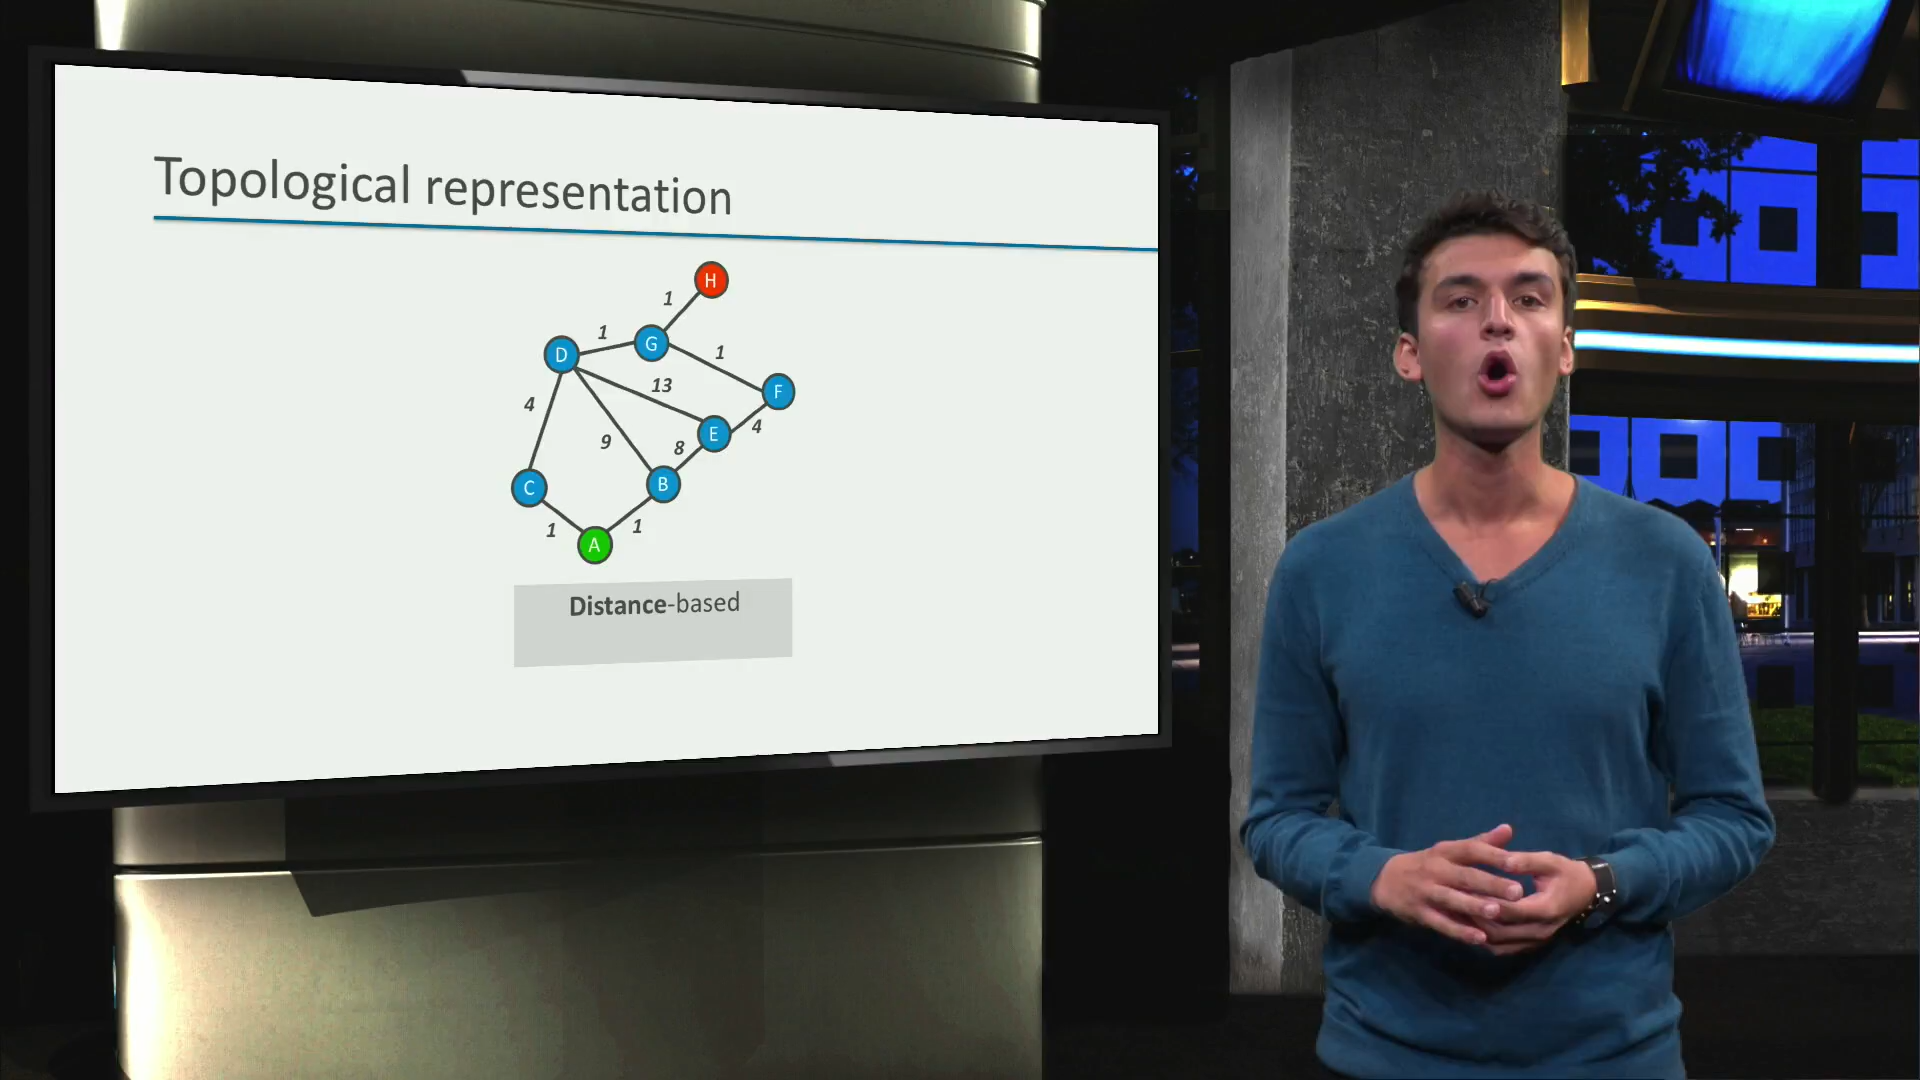 Topological representation
H
1
1
D
G
1
13
F
4
9
8
E
4
C
B
1
1
A
Distance-based